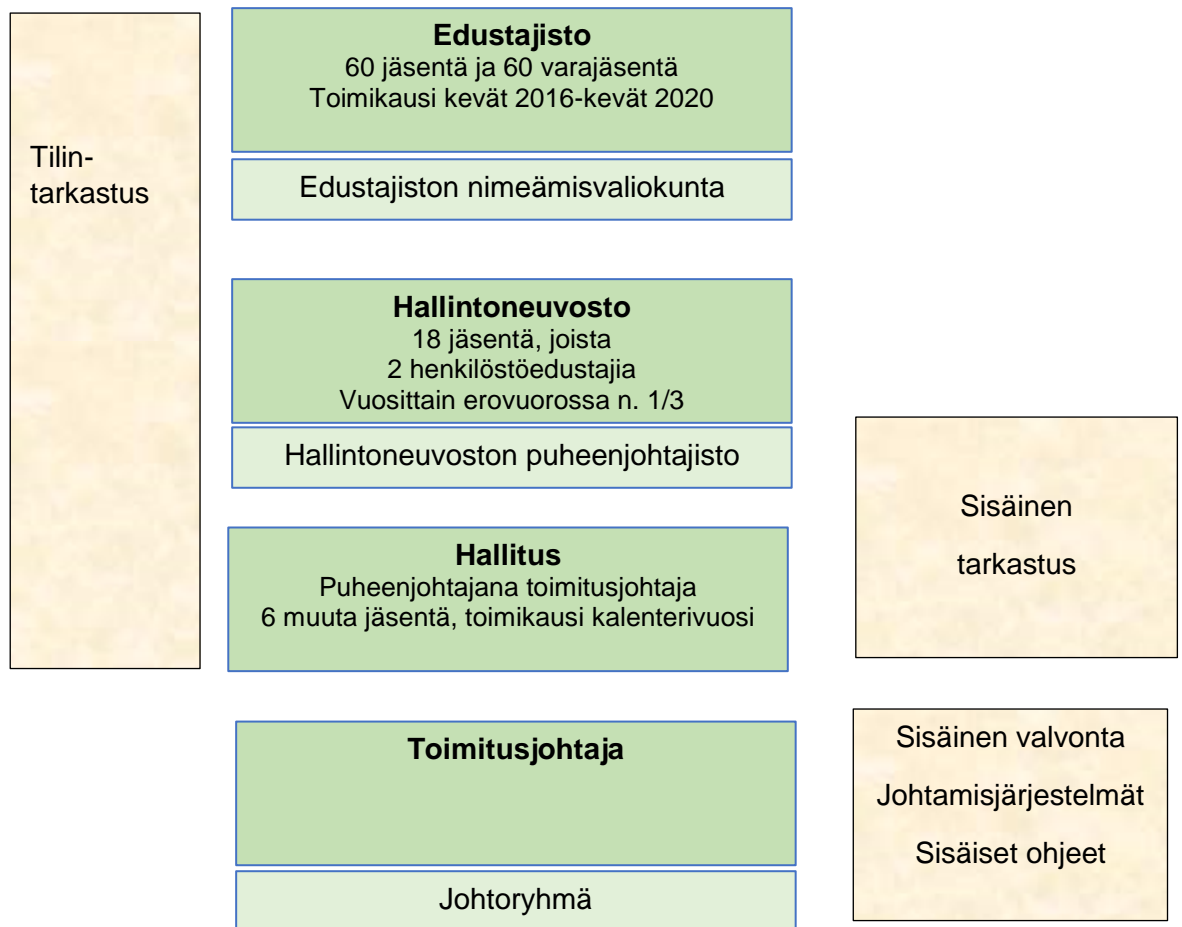 Tilin-
tarkastus
Edustajisto
60 jäsentä ja 60 varajäsentä
Toimikausi kevät 2016-kevät 2020
Edustajiston nimeämisvaliokunta
Hallintoneuvosto
18 jäsentä, joista
2 henkilöstöedustajia
Vuosittain erovuorossa n. 1/3
Hallintoneuvoston puheenjohtajisto
Hallitus
Puheenjohtajana toimitusjohtaja
6 muuta jäsentä, toimikausi kalenterivuosi
Sisäinen
tarkastus
Toimitusjohtaja
Johtoryhmä
Sisäinen valvonta
Johtamisjärjestelmät
Sisäiset ohjeet